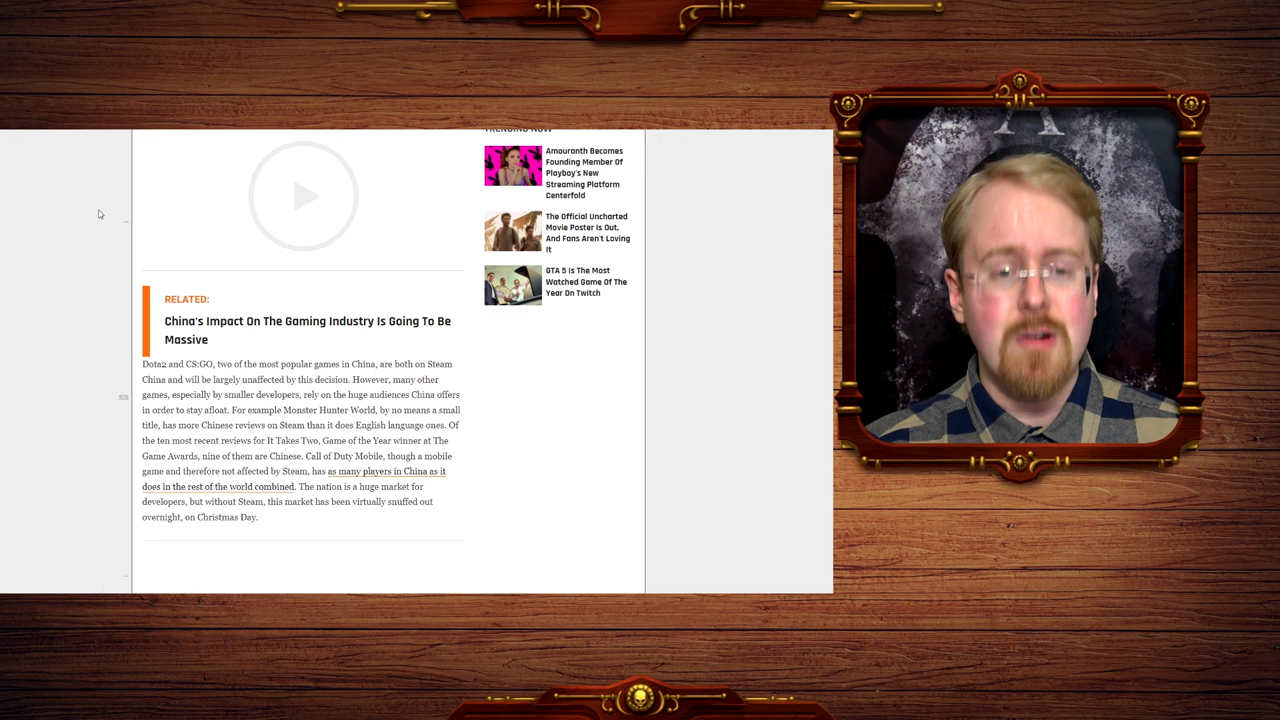 TRENDING NOW
Amouranth Becomes
Founding Member Of
Playboy's New
Streaming Platform
Centerfold
The Official Uncharted
Movie Poster Is Out,
And Fans Aren't Loving
It
GTA 5 Is The Most
Watched Game Of The
Year On Twitch
RELATED:
China's Impact On The Gaming Industry Is Going To Be
Massive
Dota2 and CS:GO, two of the most popular games in China, are both on Steam
China and will be largely unaffected by this decision. However, many other
games, especially by smaller developers, rely on the huge audiences China offers
in order to stay afloat. For example Monster Hunter World, by no means a small
title, has more Chinese reviews on Steam than it does English language ones. Of
the ten most recent reviews for It Takes Two, Game of the Year winner at The
Game Awards, nine of them are Chinese. Call of Duty Mobile, though a mobile
game and therefore not affected by Steam, has as many players in China as it
does in the rest of the world combined. The nation is a huge market for
developers, but without Steam, this market has been virtually snuffed out
overnight, on Christmas Day.